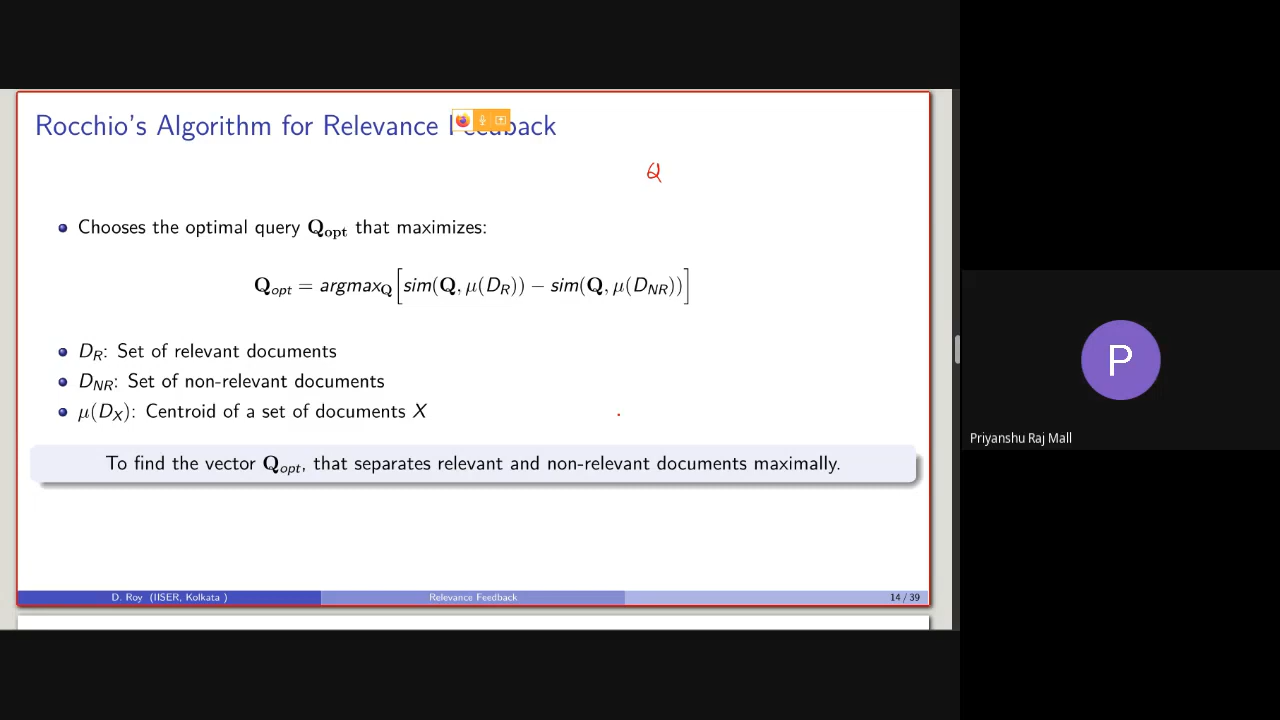 Rocchio's Algorithm for Relevance Feedback
Q
Chooses the optimal query Q_opt that maximizes:
Q_opt = argmax_Q [sim(Q, μ(D_R)) − sim(Q, μ(D_NR))]
D_R: Set of relevant documents
D_NR: Set of non-relevant documents
μ(D_X): Centroid of a set of documents X
To find the vector Q_opt, that separates relevant and non-relevant documents maximally.
D. Roy (IISER, Kolkata ) Relevance Feedback 14 / 39
P
Priyanshu Raj Mall